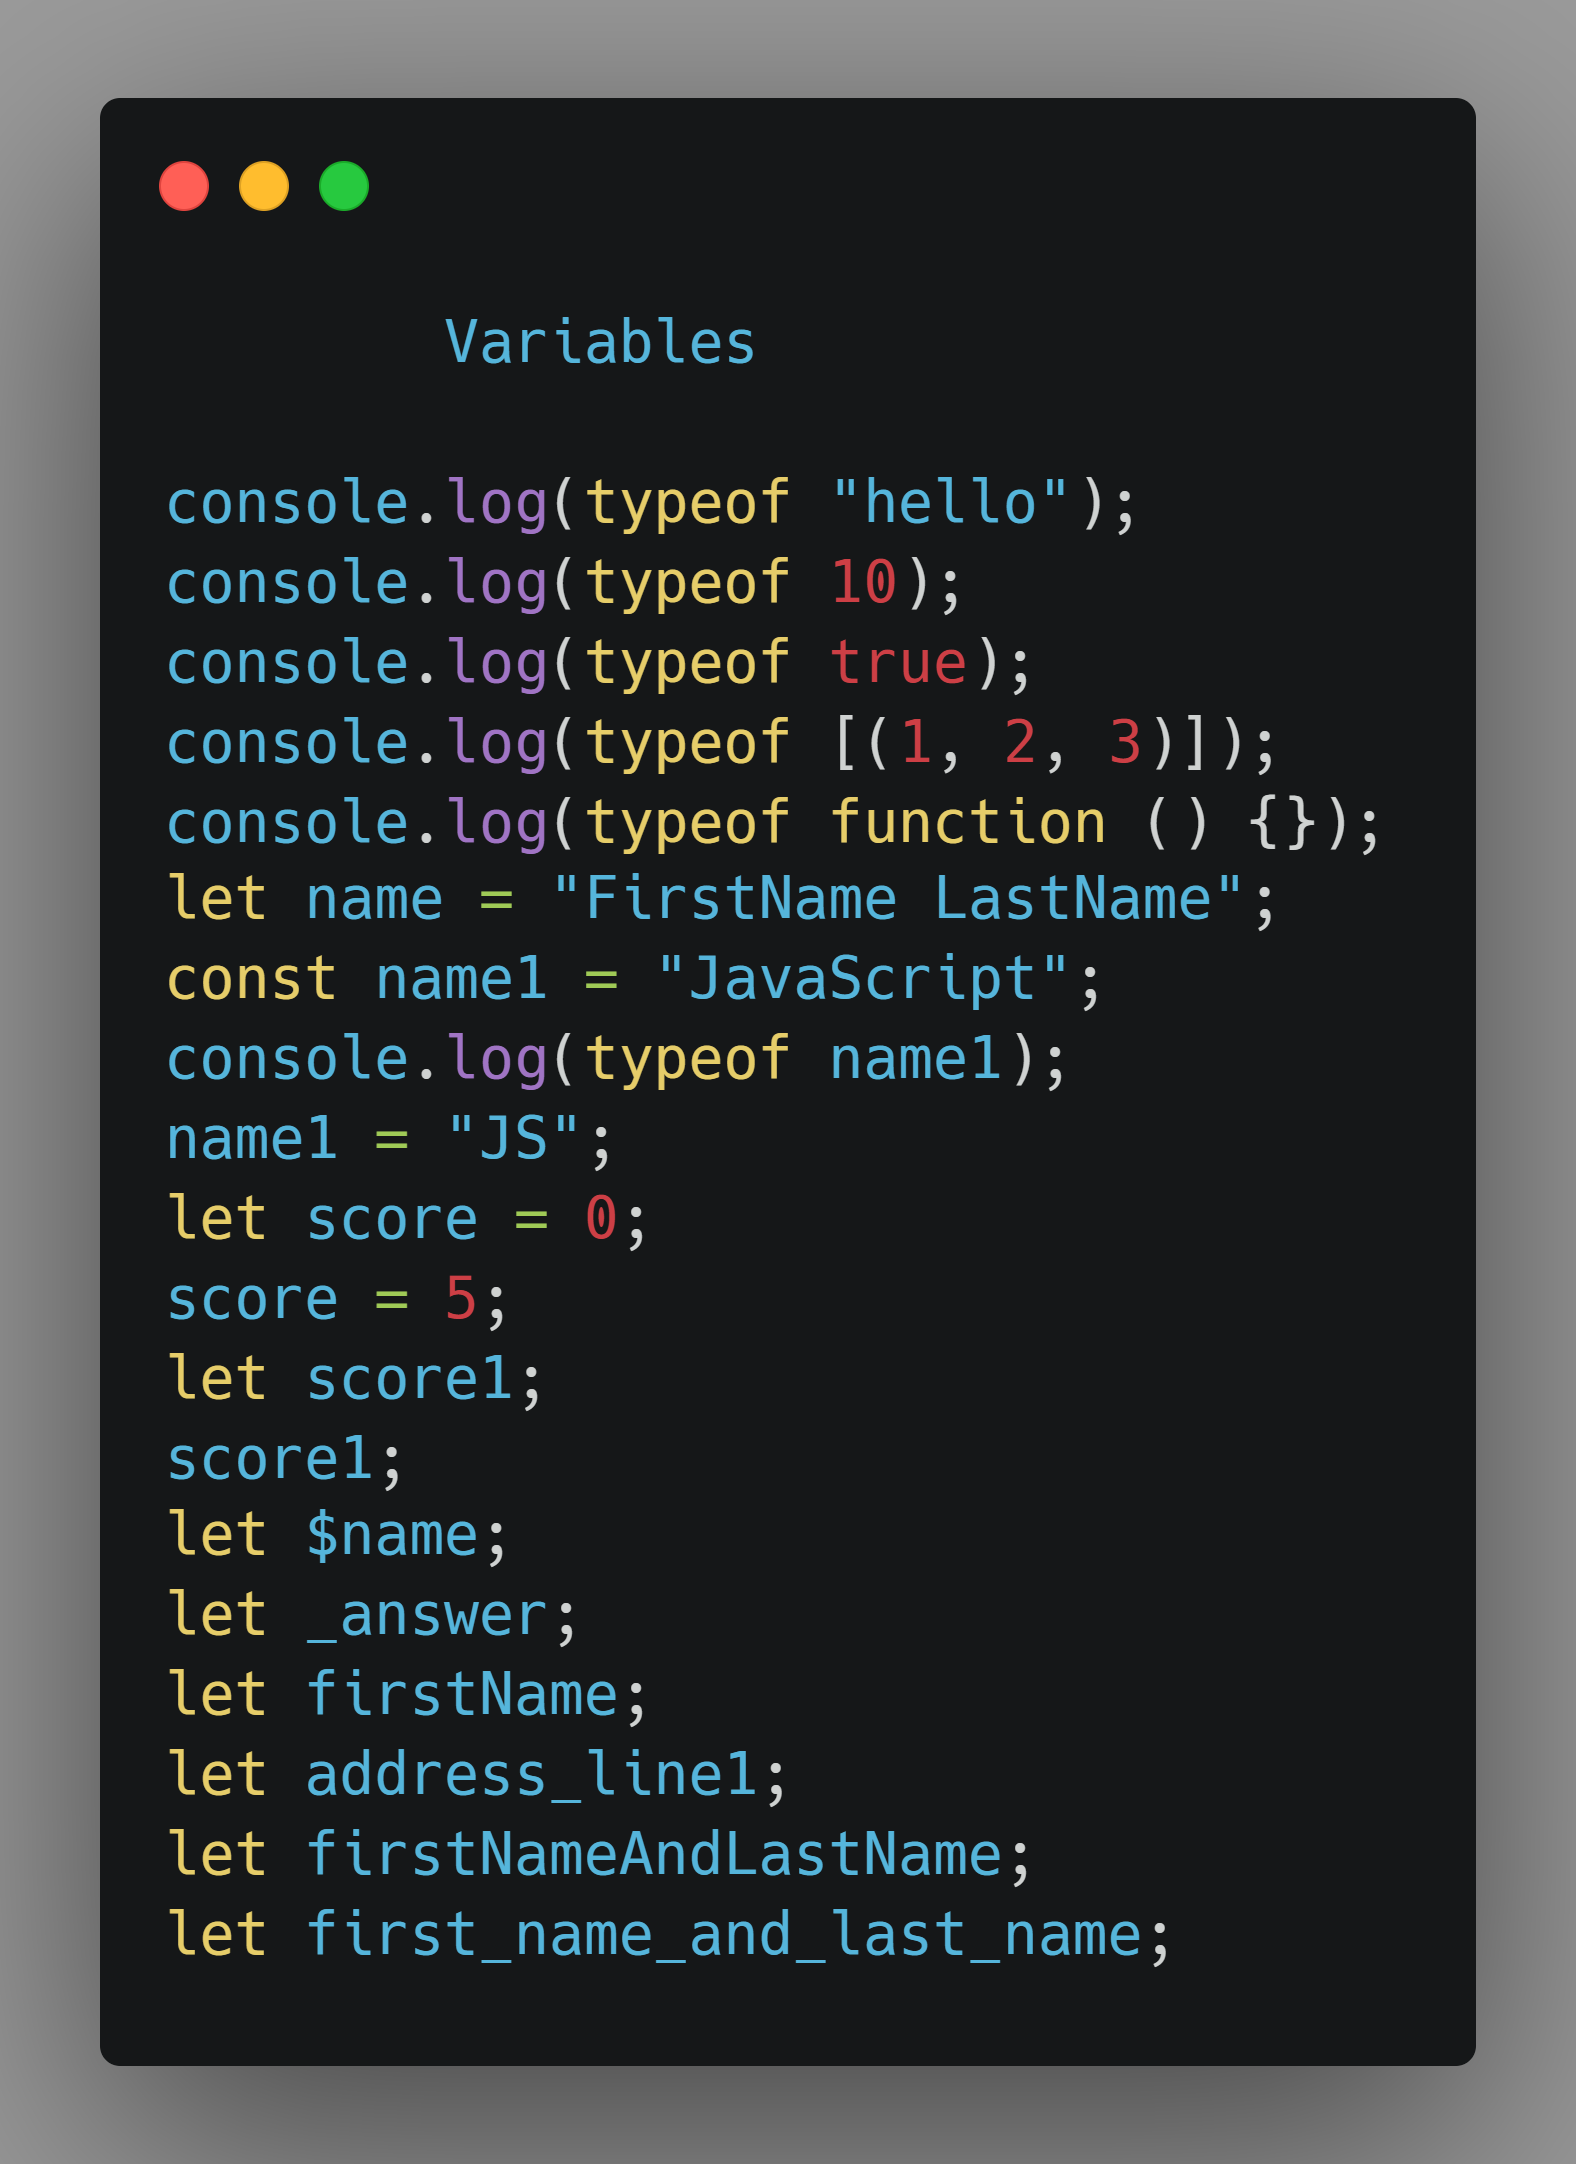 Variables
console.log(typeof "hello");
console.log(typeof 10);
console.log(typeof true);
console.log(typeof [(1, 2, 3)]);
console.log(typeof function () {});
let name = "FirstName LastName";
const name1 = "JavaScript";
console.log(typeof name1);
name1 = "JS";
let score = 0;
score = 5;
let score1;
score1;
let $name;
let _answer;
let firstName;
let address_line1;
let firstNameAndLastName;
let first_name_and_last_name;